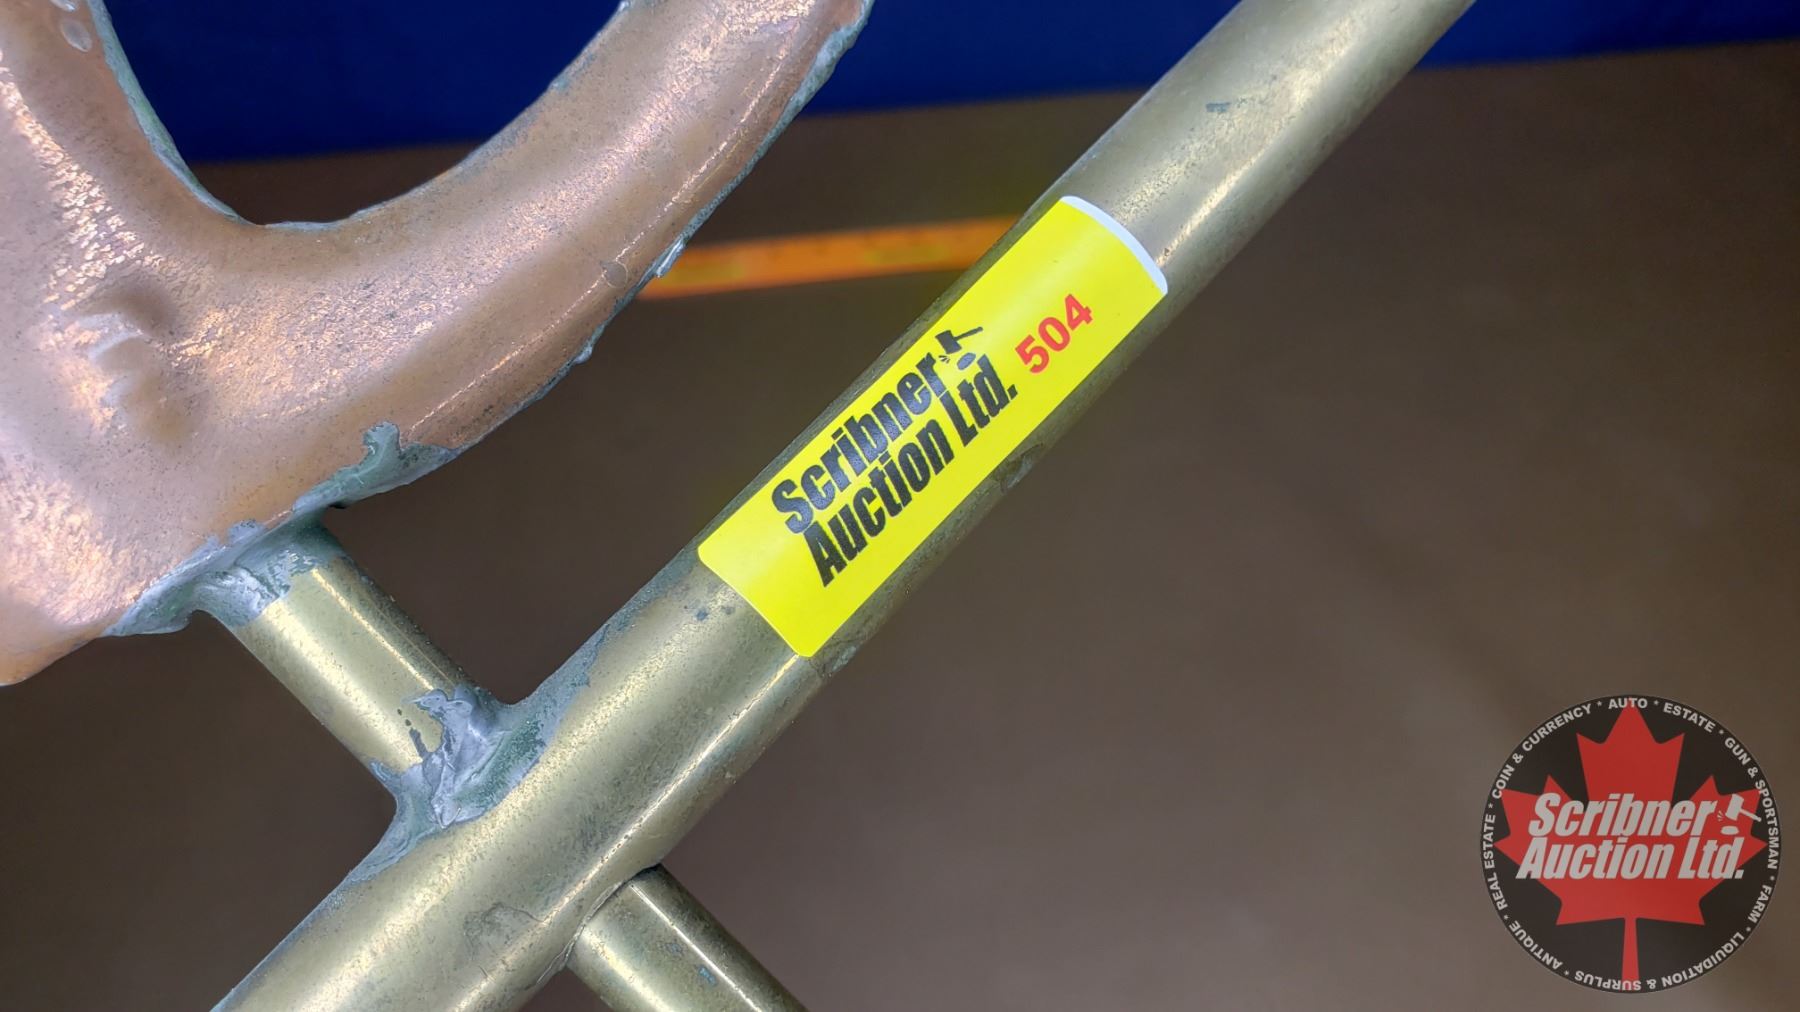 Scribner
Auction Ltd.
504
ANTIQUE * REAL ESTATE * COIN & CURRENCY * AUTO * ESTATE * GUN & SPORTSMAN * FARM * LIQUIDATION & SURPLUS *
Scribner
Auction Ltd.